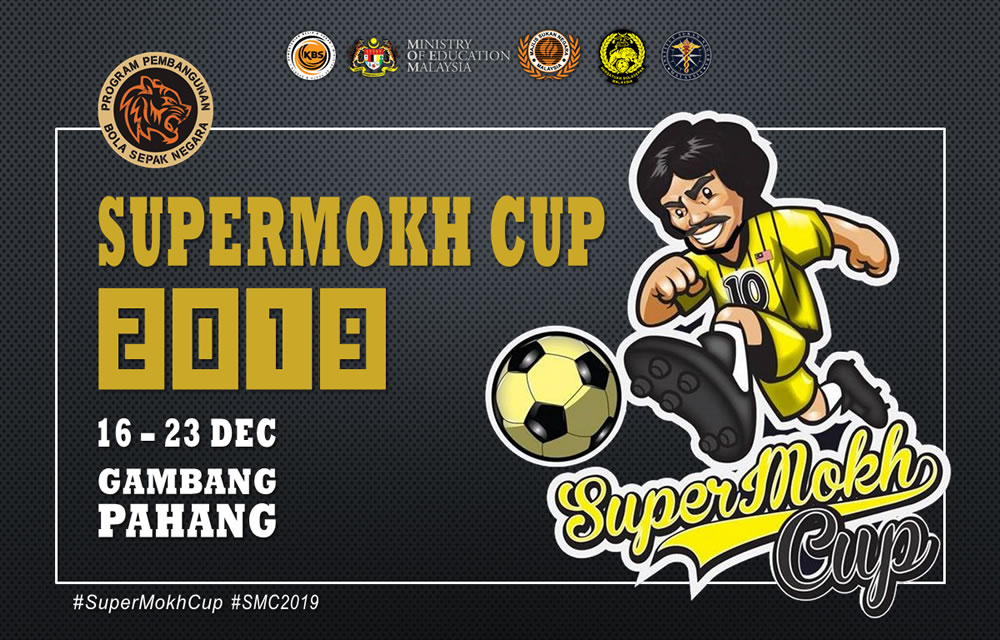 KBS
MINISTRY
OF EDUCATION
MALAYSIA
MALAYSIA
PROGRAM PEMBANGUNAN
BOLA SEPAK NEGARA
SUPERMOKH CUP
2019
16 - 23 DEC
GAMBANG
PAHANG
10
SuperMokh
Cup
#SuperMokhCup #SMC2019